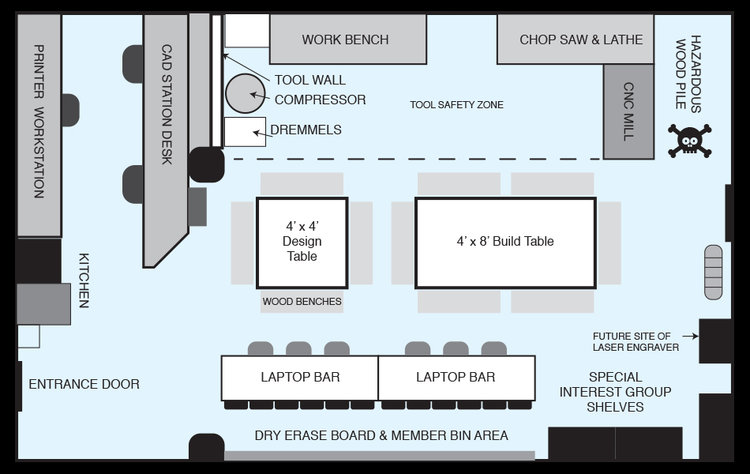 PRINTER WORKSTATION
CAD STATION DESK
WORK BENCH
CHOP SAW & LATHE
HAZARDOUS
WOOD PILE
TOOL WALL
COMPRESSOR
TOOL SAFETY ZONE
CNC MILL
DREMMELS
4’ x 4’
Design
Table
4’ x 8’ Build Table
KITCHEN
WOOD BENCHES
FUTURE SITE OF
LASER ENGRAVER
ENTRANCE DOOR
LAPTOP BAR
LAPTOP BAR
SPECIAL
INTEREST GROUP
SHELVES
DRY ERASE BOARD & MEMBER BIN AREA